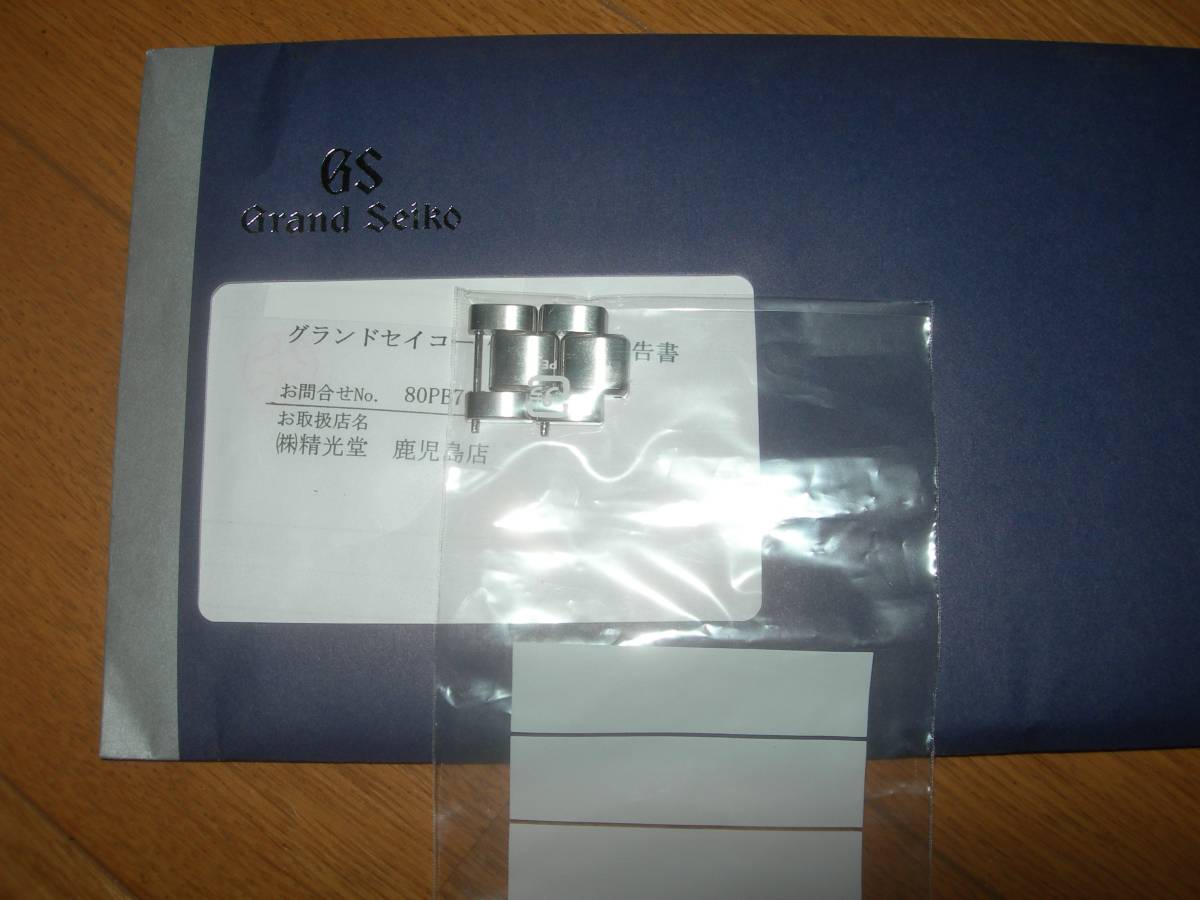 GS
Grand Seiko
グランドセイコー 告書
お問合せNo. 80PB7
お取扱店名
㈱精光堂 鹿児島店
PE